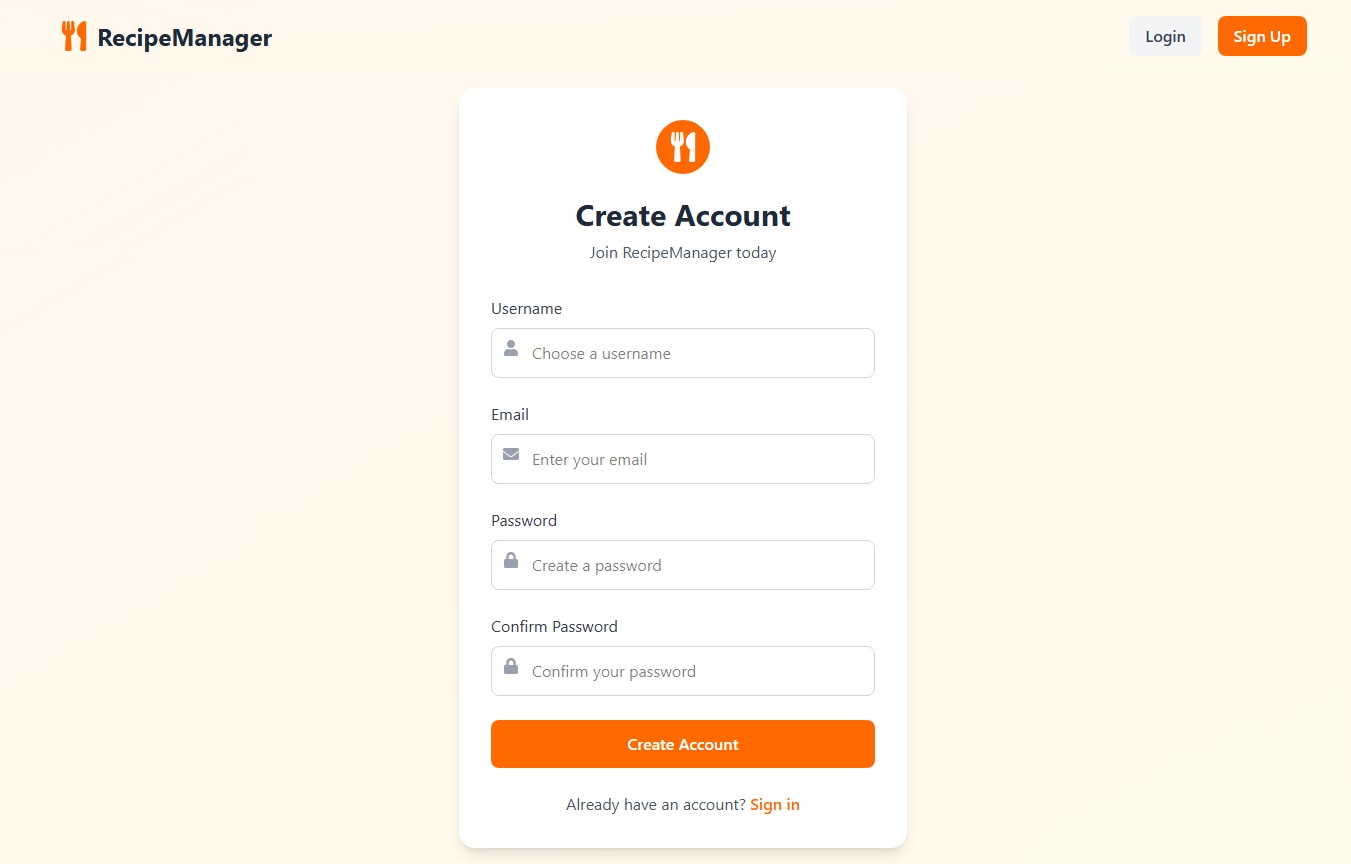 RecipeManager
Login
Sign Up
Create Account
Join RecipeManager today
Username
Choose a username
Email
Enter your email
Password
Create a password
Confirm Password
Confirm your password
Create Account
Already have an account? Sign in